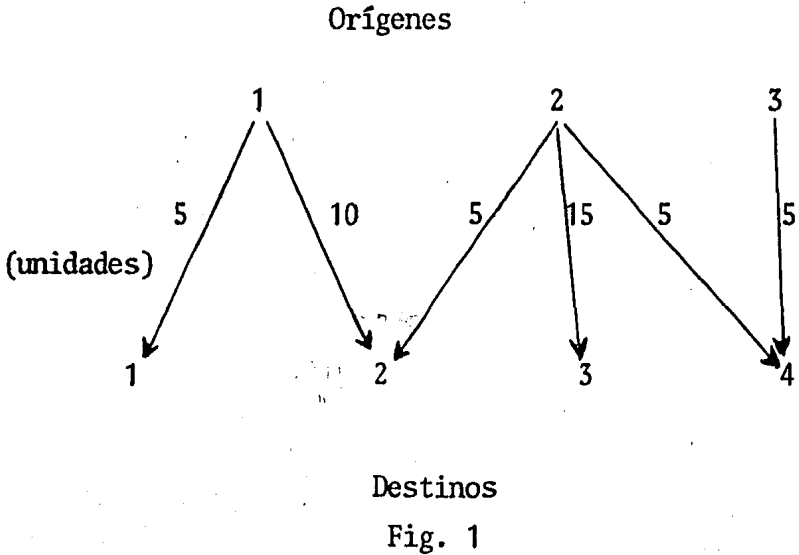 Orígenes
1 2 3
5 10 5 15 5 5
(unidades)
1 2 3 4
Destinos
Fig. 1